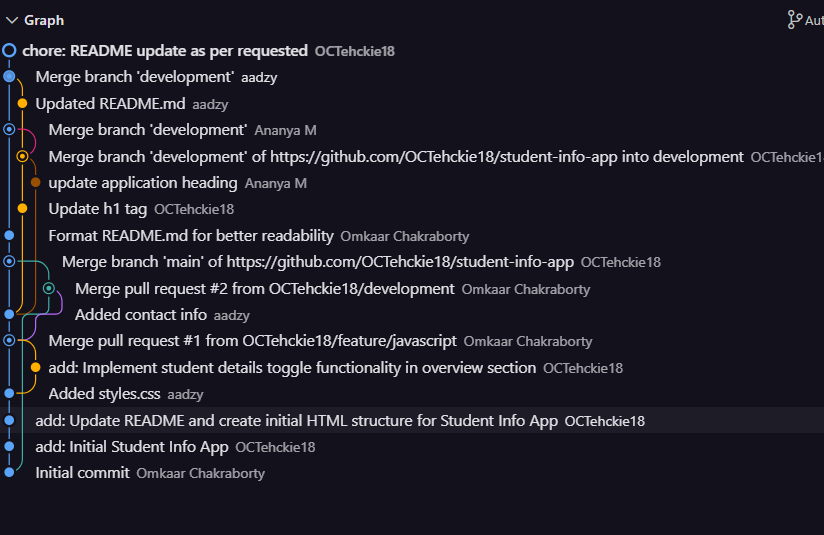 Graph
Aut
chore: README update as per requested OCTehckie18
Merge branch 'development' aadzy
Updated README.md aadzy
Merge branch 'development' Ananya M
Merge branch 'development' of https://github.com/OCTehckie18/student-info-app into development OCTehckie1
update application heading Ananya M
Update h1 tag OCTehckie18
Format README.md for better readability Omkaar Chakraborty
Merge branch 'main' of https://github.com/OCTehckie18/student-info-app OCTehckie18
Merge pull request #2 from OCTehckie18/development Omkaar Chakraborty
Added contact info aadzy
Merge pull request #1 from OCTehckie18/feature/javascript Omkaar Chakraborty
add: Implement student details toggle functionality in overview section OCTehckie18
Added styles.css aadzy
add: Update README and create initial HTML structure for Student Info App OCTehckie18
add: Initial Student Info App OCTehckie18
Initial commit Omkaar Chakraborty